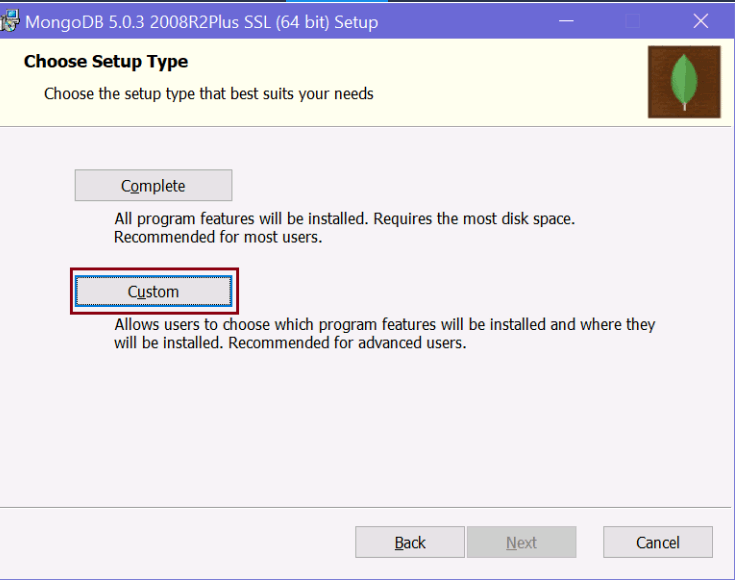 MongoDB 5.0.3 2008R2Plus SSL (64 bit) Setup
Choose Setup Type
Choose the setup type that best suits your needs
Complete
All program features will be installed. Requires the most disk space.
Recommended for most users.
Custom
Allows users to choose which program features will be installed and where they
will be installed. Recommended for advanced users.
Back Next Cancel